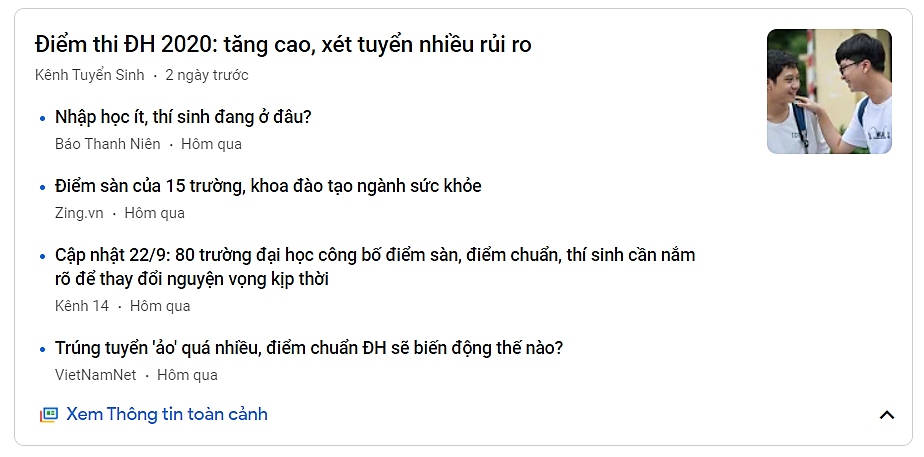 Điểm thi ĐH 2020: tăng cao, xét tuyển nhiều rủi ro
Kênh Tuyển Sinh · 2 ngày trước
Nhập học ít, thí sinh đang ở đâu?
Báo Thanh Niên · Hôm qua
Điểm sàn của 15 trường, khoa đào tạo ngành sức khỏe
Zing.vn · Hôm qua
Cập nhật 22/9: 80 trường đại học công bố điểm sàn, điểm chuẩn, thí sinh cần nắm
rõ để thay đổi nguyện vọng kịp thời
Kênh 14 · Hôm qua
Trúng tuyển 'ảo' quá nhiều, điểm chuẩn ĐH sẽ biến động thế nào?
VietNamNet · Hôm qua
Xem Thông tin toàn cảnh